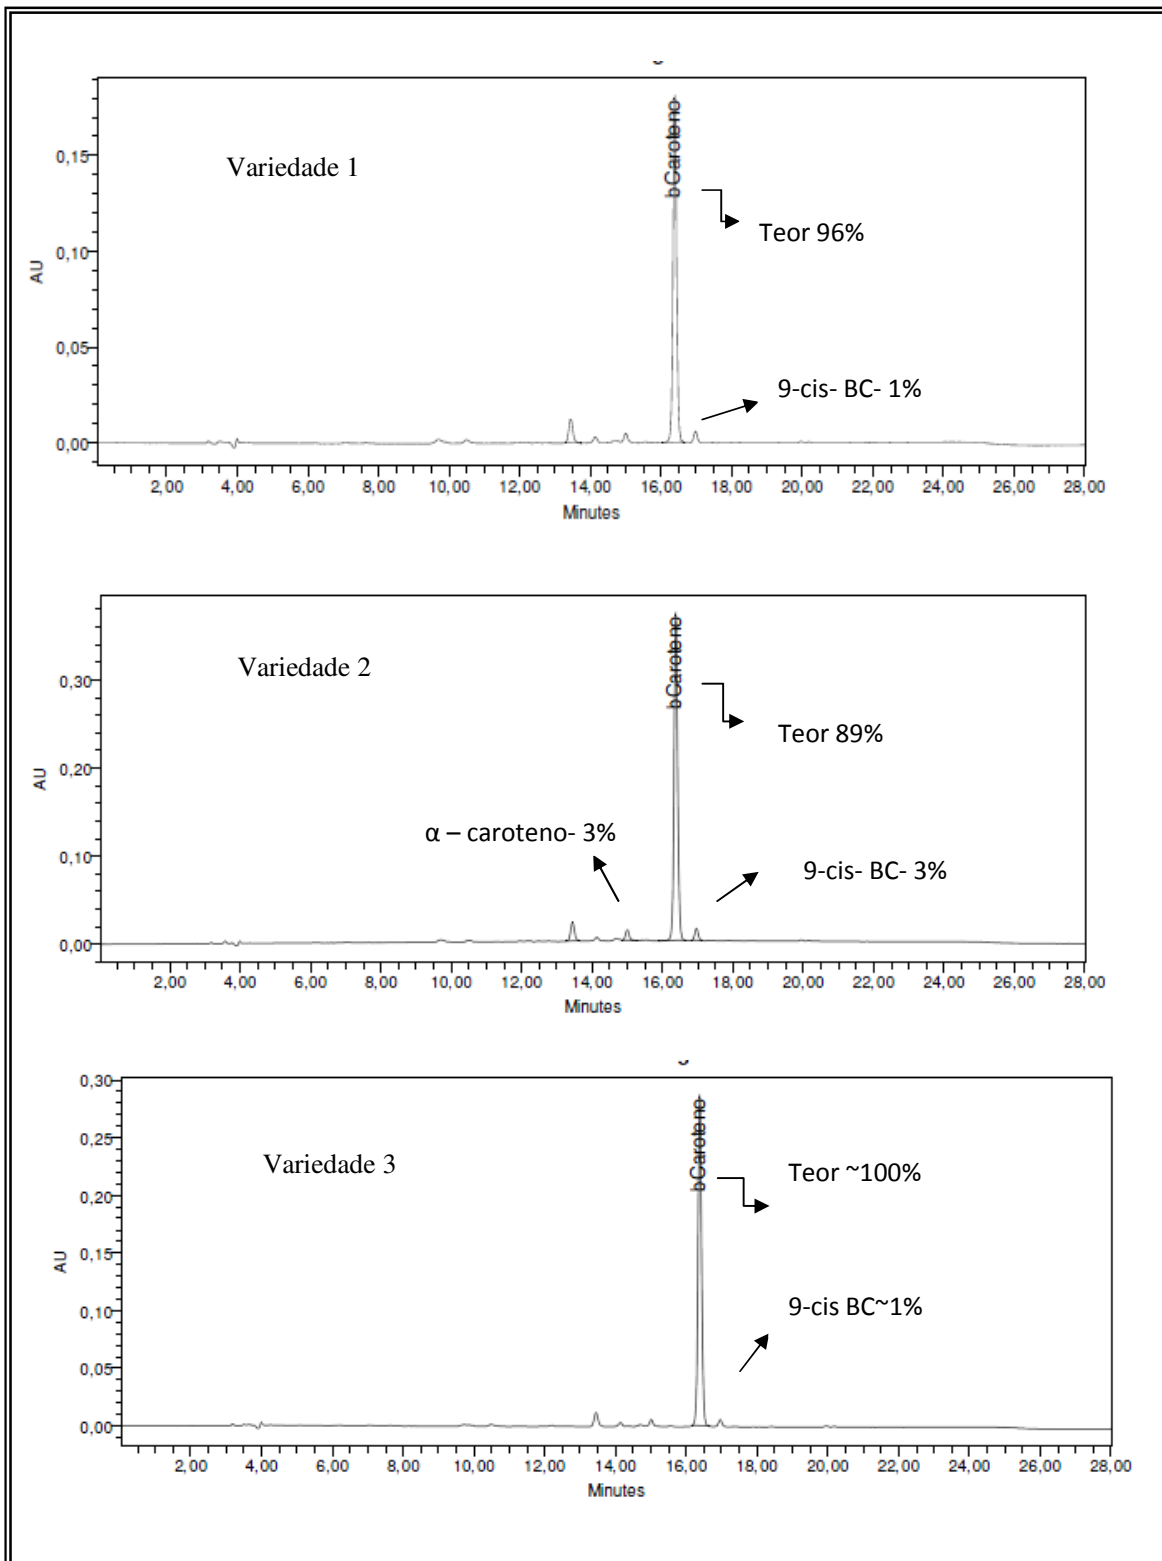 Variedade 1
bCaroteno
Teor 96%
9-cis- BC- 1%
AU
0,15
0,10
0,05
0,00
2,00 4,00 6,00 8,00 10,00 12,00 14,00 16,00 18,00 20,00 22,00 24,00 26,00 28,00
Minutes
Variedade 2
bCaroteno
Teor 89%
α – caroteno- 3%
9-cis- BC- 3%
AU
0,30
0,20
0,10
0,00
2,00 4,00 6,00 8,00 10,00 12,00 14,00 16,00 18,00 20,00 22,00 24,00 26,00 28,00
Minutes
Variedade 3
bCaroteno
Teor ~100%
9-cis BC~1%
AU
0,30
0,25
0,20
0,15
0,10
0,05
0,00
2,00 4,00 6,00 8,00 10,00 12,00 14,00 16,00 18,00 20,00 22,00 24,00 26,00 28,00
Minutes